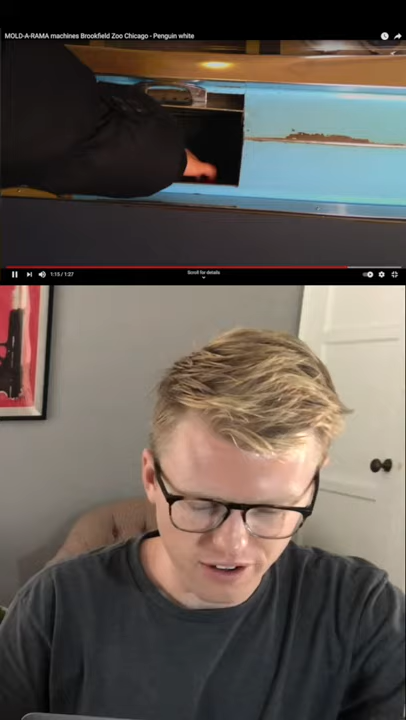 MOLD-A-RAMA machines Brookfield Zoo Chicago - Penguin white
1:15 / 1:27
Scroll for details